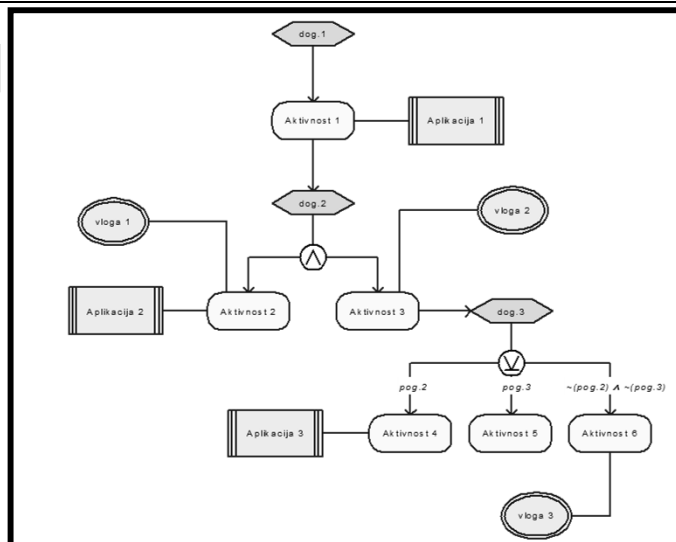 dog.1
Aktivnost 1
Aplikacija 1
dog.2
vloga 1
vloga 2
∧
Aplikacija 2
Aktivnost 2
Aktivnost 3
dog.3
⊻
pog.2
pog.3
~(pog.2) ∧ ~(pog.3)
Aplikacija 3
Aktivnost 4
Aktivnost 5
Aktivnost 6
vloga 3